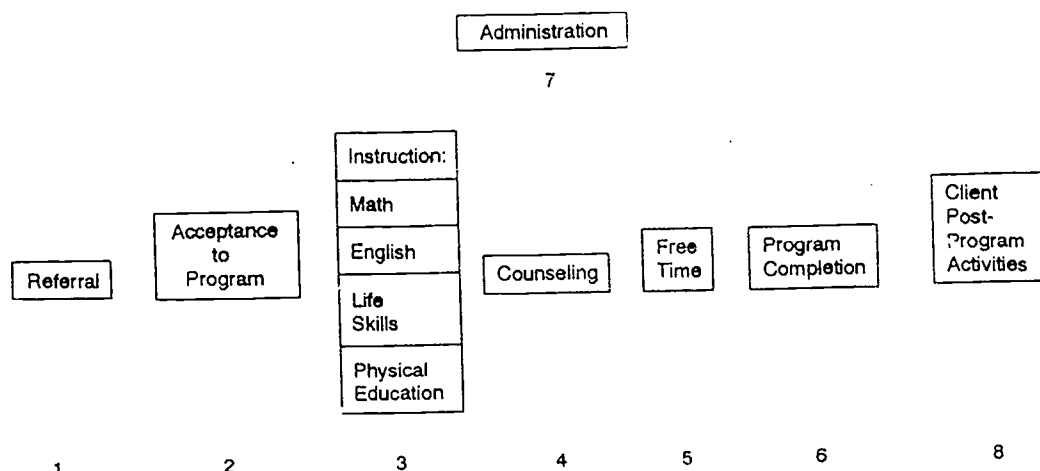 Administration
7
Referral
Acceptance
to
Program
Instruction:
Math
English
Life
Skills
Physical
Education
Counseling
Free
Time
Program
Completion
Client
Post-
Program
Activities
1
2
3
4
5
6
8